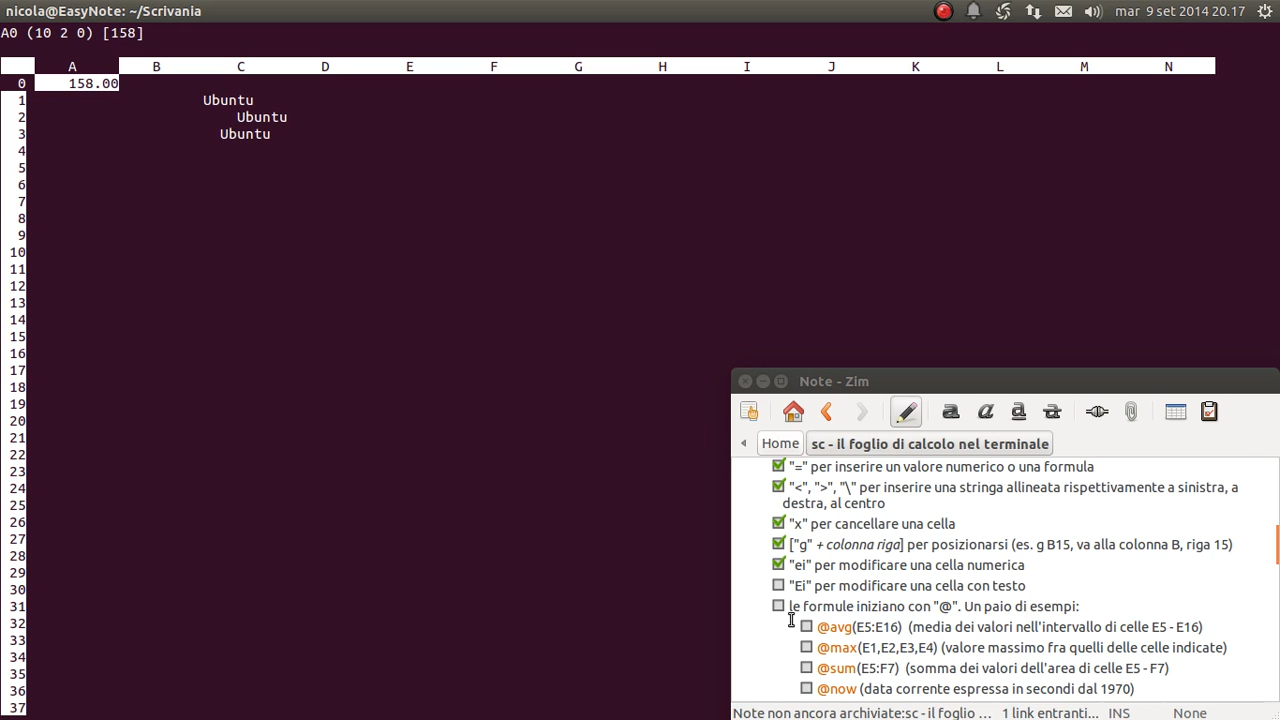 nicola@EasyNote: ~/Scrivania
mar 9 set 2014 20.17
A0 (10 2 0) [158]
A B C D E F G H I J K L M N
0 158.00
1 Ubuntu
2 Ubuntu
3 Ubuntu
4
5
6
7
8
9
10
11
12
13
14
15
16
17
18
19
20
21
22
23
24
25
26
27
28
29
30
31
32
33
34
35
36
37
Note - Zim
Home sc - il foglio di calcolo nel terminale
"=" per inserire un valore numerico o una formula
"<", ">", "\" per inserire una stringa allineata rispettivamente a sinistra, a
destra, al centro
"x" per cancellare una cella
["g" + colonna riga] per posizionarsi (es. g B15, va alla colonna B, riga 15)
"ei" per modificare una cella numerica
"Ei" per modificare una cella con testo
le formule iniziano con "@". Un paio di esempi:
@avg(E5:E16) (media dei valori nell'intervallo di celle E5 - E16)
@max(E1,E2,E3,E4) (valore massimo fra quelli delle celle indicate)
@sum(E5:F7) (somma dei valori dell'area di celle E5 - F7)
@now (data corrente espressa in secondi dal 1970)
Note non ancora archiviate:sc - il foglio ... 1 link entranti... INS None